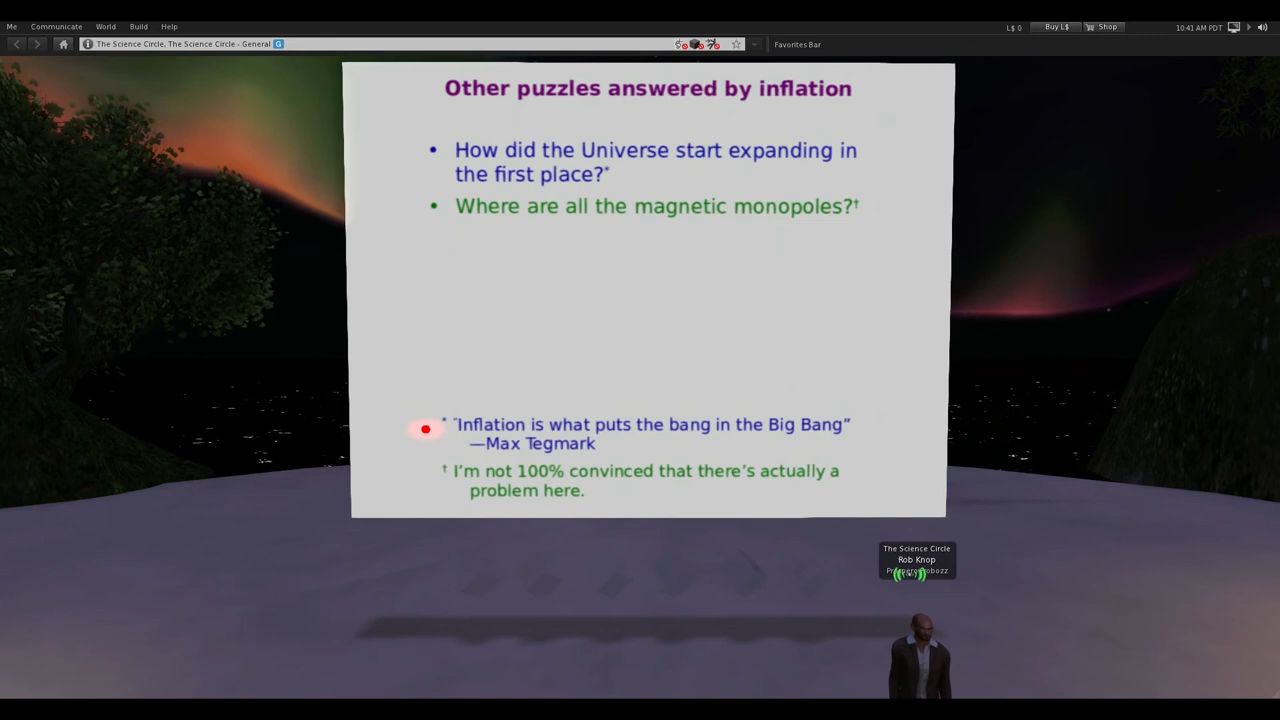 Me Communicate World Build Help L$ 0 Buy L$ Shop 10:41 AM PDT
The Science Circle, The Science Circle - General G Favorites Bar
Other puzzles answered by inflation
• How did the Universe start expanding in
the first place?*
• Where are all the magnetic monopoles?†
* "Inflation is what puts the bang in the Big Bang”
—Max Tegmark
† I’m not 100% convinced that there’s actually a
problem here.
The Science Circle
Rob Knop